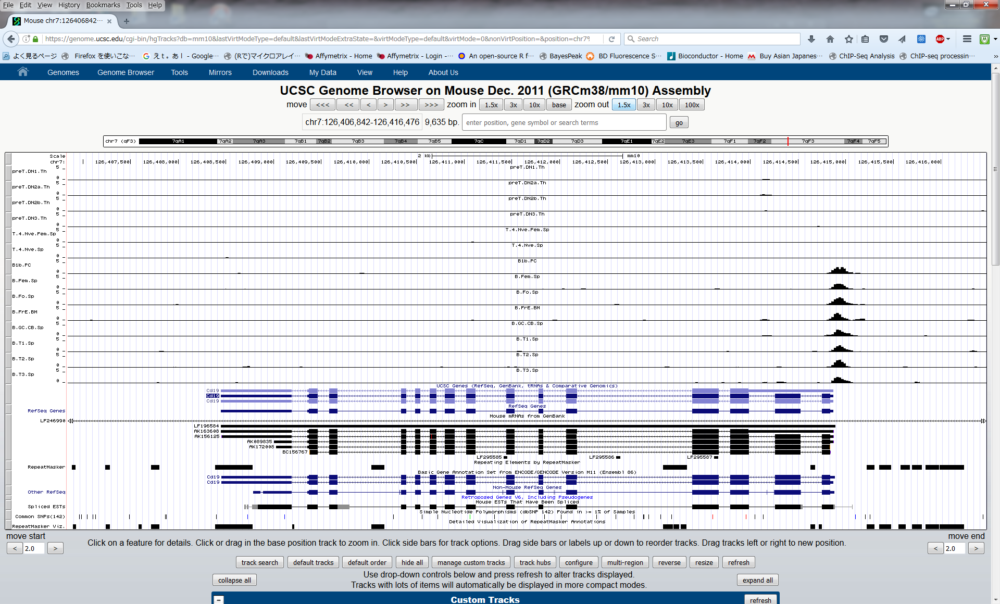 File Edit View History Bookmarks Tools Help
Mouse chr7:126406842··· × +
https://genome.ucsc.edu/cgi-bin/hgTracks?db=mm10&lastVirtModeType=default&lastVirtModeExtraState=&virtModeType=default&virtMode=0&nonVirtPosition=&position=chr7% Search ABP
よく見るページ Firefox を使いこな··· えｔ。あｌ - Google··· (Rで)マイクロアレイ··· Affymetrix - Home Affymetrix - Login -··· An open-source R f··· BayesPeak BD Fluorescence S··· Bioconductor - Home Buy Asian Japanes··· ChIP-Seq Analysis ChIP-seq processin··· »
Genomes Genome Browser Tools Mirrors Downloads My Data View Help About Us
UCSC Genome Browser on Mouse Dec. 2011 (GRCm38/mm10) Assembly
move <<< << < > >> >>> zoom in 1.5x 3x 10x base zoom out 1.5x 3x 10x 100x
chr7:126,406,842-126,416,476 9,635 bp. enter position, gene symbol or search terms go
chr7 (qF3) 7qA1 7qA2 7qA3 7qB1 7qB2 7qB3 7qB4 7qB5 7qC 7qD1 7qD2 7qD3 7qE1 7qE2 7qE3 7qF1 7qF2 7qF3 7qF4 7qF5
Scale 2 kb mm10
chr7: 126,407,500| 126,408,000| 126,408,500| 126,409,000| 126,409,500| 126,410,000| 126,410,500| 126,411,000| 126,411,500| 126,412,000| 126,412,500| 126,413,000| 126,413,500| 126,414,000| 126,414,500| 126,415,000| 126,415,500| 126,416,000|
5 _ preT.DN1.Th
preT.DN1.Th
0 _
5 _ preT.DN2a.Th
preT.DN2a.Th
0 _
5 _ preT.DN2b.Th
preT.DN2b.Th
0 _
5 _ preT.DN3.Th
preT.DN3.Th
0 _
5 _ T.4.Nve.Fem.Sp
T.4.Nve.Fem.Sp
0 _
5 _ T.4.Nve.Sp
T.4.Nve.Sp
0 _
5 _ B1b.PC
B1b.PC
0 _
5 _ B.Fem.Sp
B.Fem.Sp
0 _
5 _ B.Fo.Sp
B.Fo.Sp
0 _
5 _ B.FrE.BM
B.FrE.BM
0 _
5 _ B.GC.CB.Sp
B.GC.CB.Sp
0 _
5 _ B.T1.Sp
B.T1.Sp
0 _
5 _ B.T2.Sp
B.T2.Sp
0 _
5 _ B.T3.Sp
B.T3.Sp
0 _
UCSC Genes (RefSeq, GenBank, tRNAs & Comparative Genomics)
Cd19
Cd19
Cd19
RefSeq Genes
RefSeq Genes
Mouse mRNAs from GenBank
LF246990
LF196584
AK163608
AK156125
AK089835
AK172008
BC156767
LF295585 LF295586 LF295587
Repeating Elements by RepeatMasker
RepeatMasker
Basic Gene Annotation Set from ENCODE/GENCODE Version M11 (Ensembl 86)
Cd19
Cd19
Non-Mouse RefSeq Genes
Other RefSeq
Retroposed Genes V6, Including Pseudogenes
Mouse ESTs That Have Been Spliced
Spliced ESTs
Simple Nucleotide Polymorphisms (dbSNP 142) Found in >= 1% of Samples
Common SNPs(142)
Detailed Visualization of RepeatMasker Annotations
RepeatMasker Viz.
move start move end
Click on a feature for details. Click or drag in the base position track to zoom in. Click side bars for track options. Drag side bars or labels up or down to reorder tracks. Drag tracks left or right to new position.
< 2.0 > < 2.0 >
track search default tracks default order hide all manage custom tracks track hubs configure multi-region reverse resize refresh
collapse all Use drop-down controls below and press refresh to alter tracks displayed. expand all
Tracks with lots of items will automatically be displayed in more compact modes.
- Custom Tracks refresh